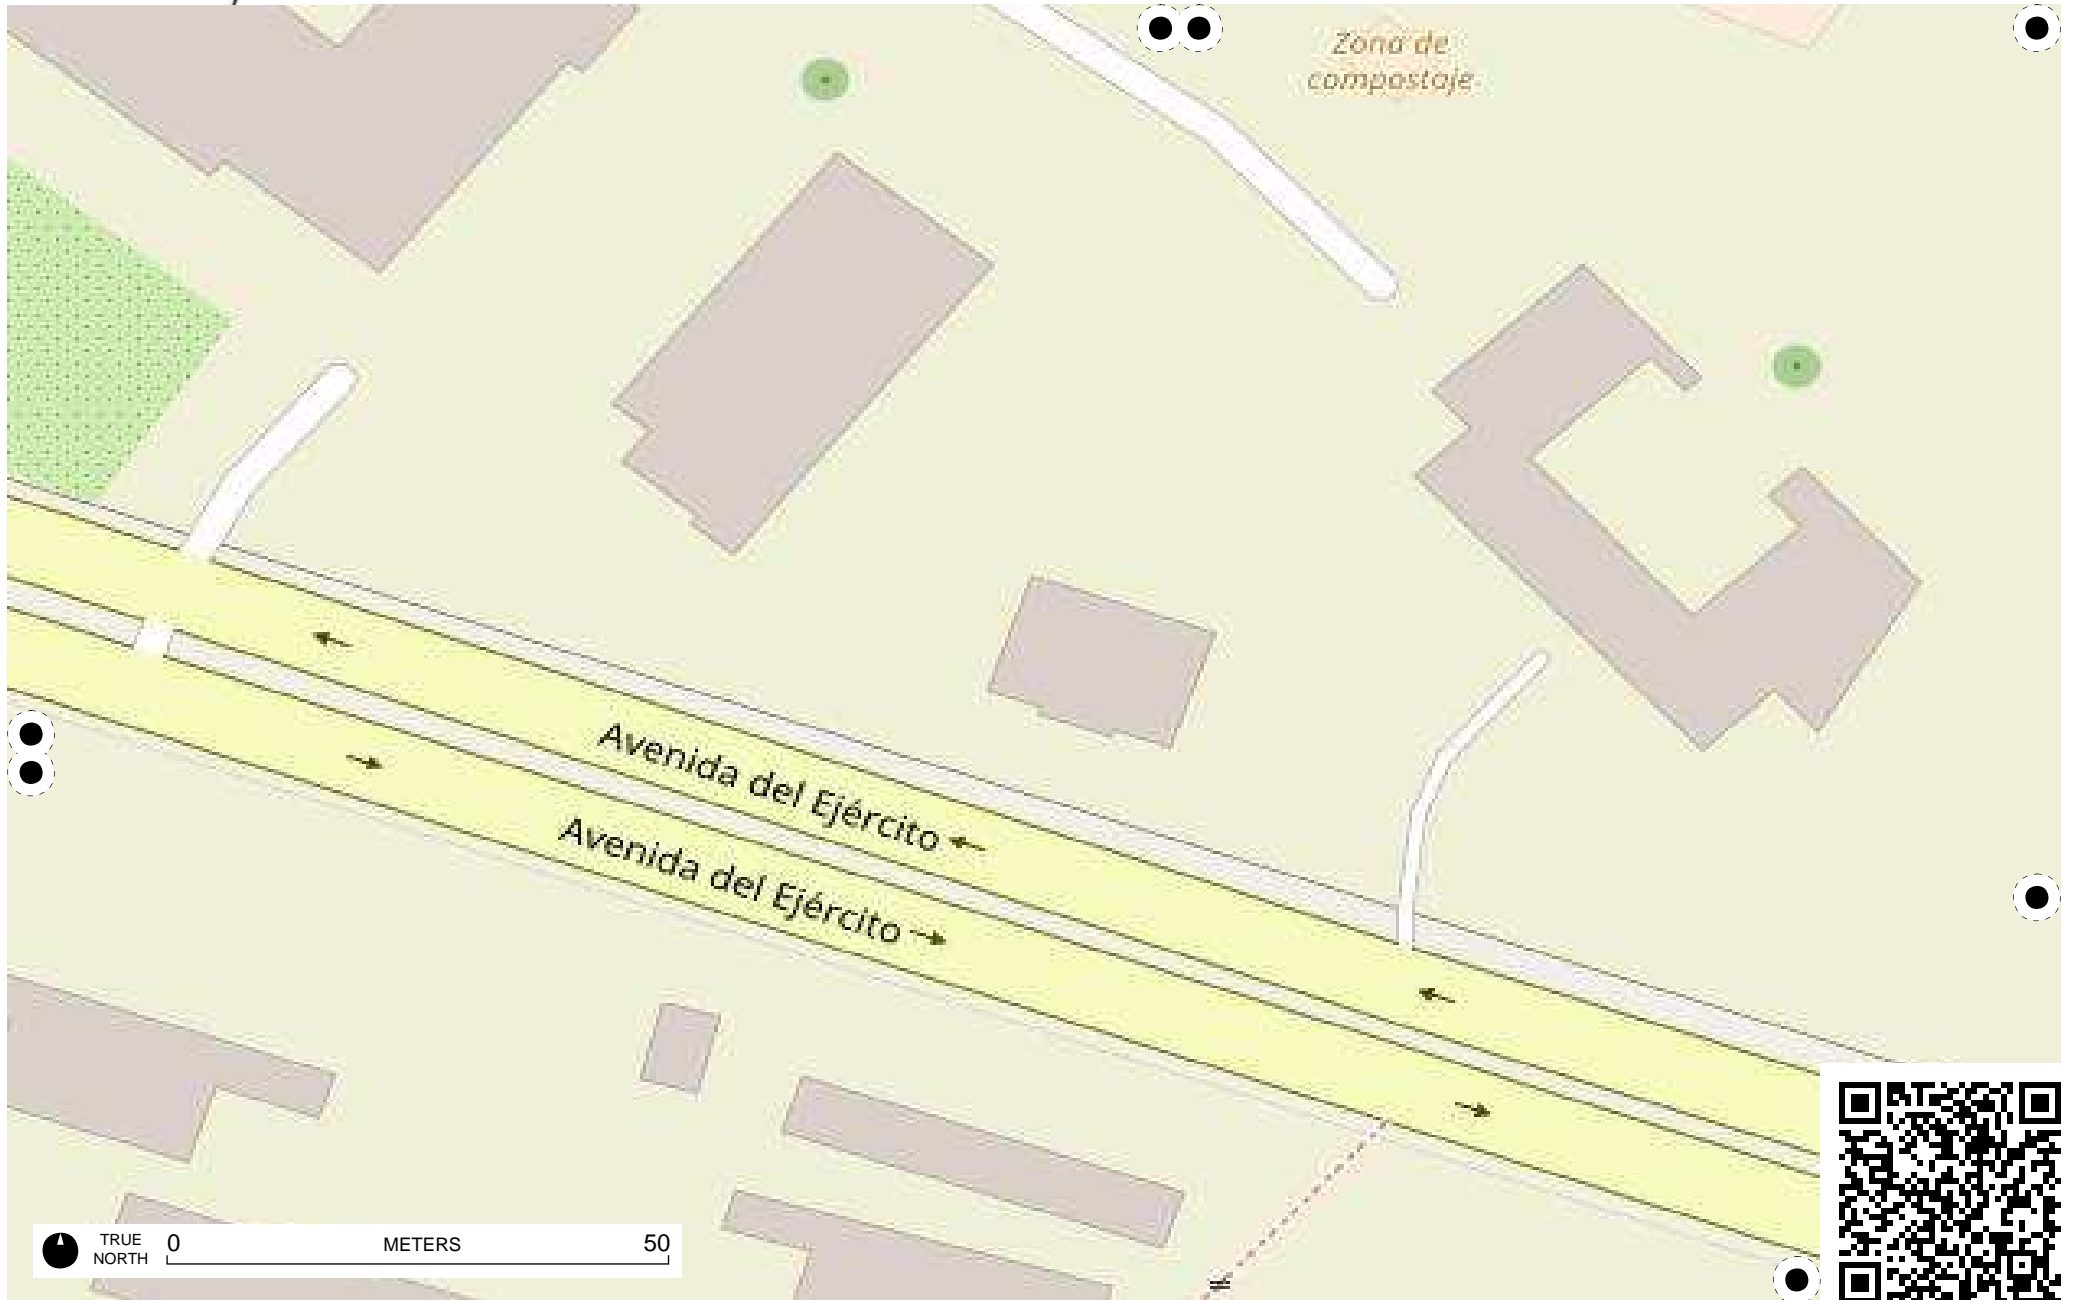 Zona de
compostaje
Avenida del Ejército
Avenida del Ejército
TRUE
NORTH
0 METERS 50